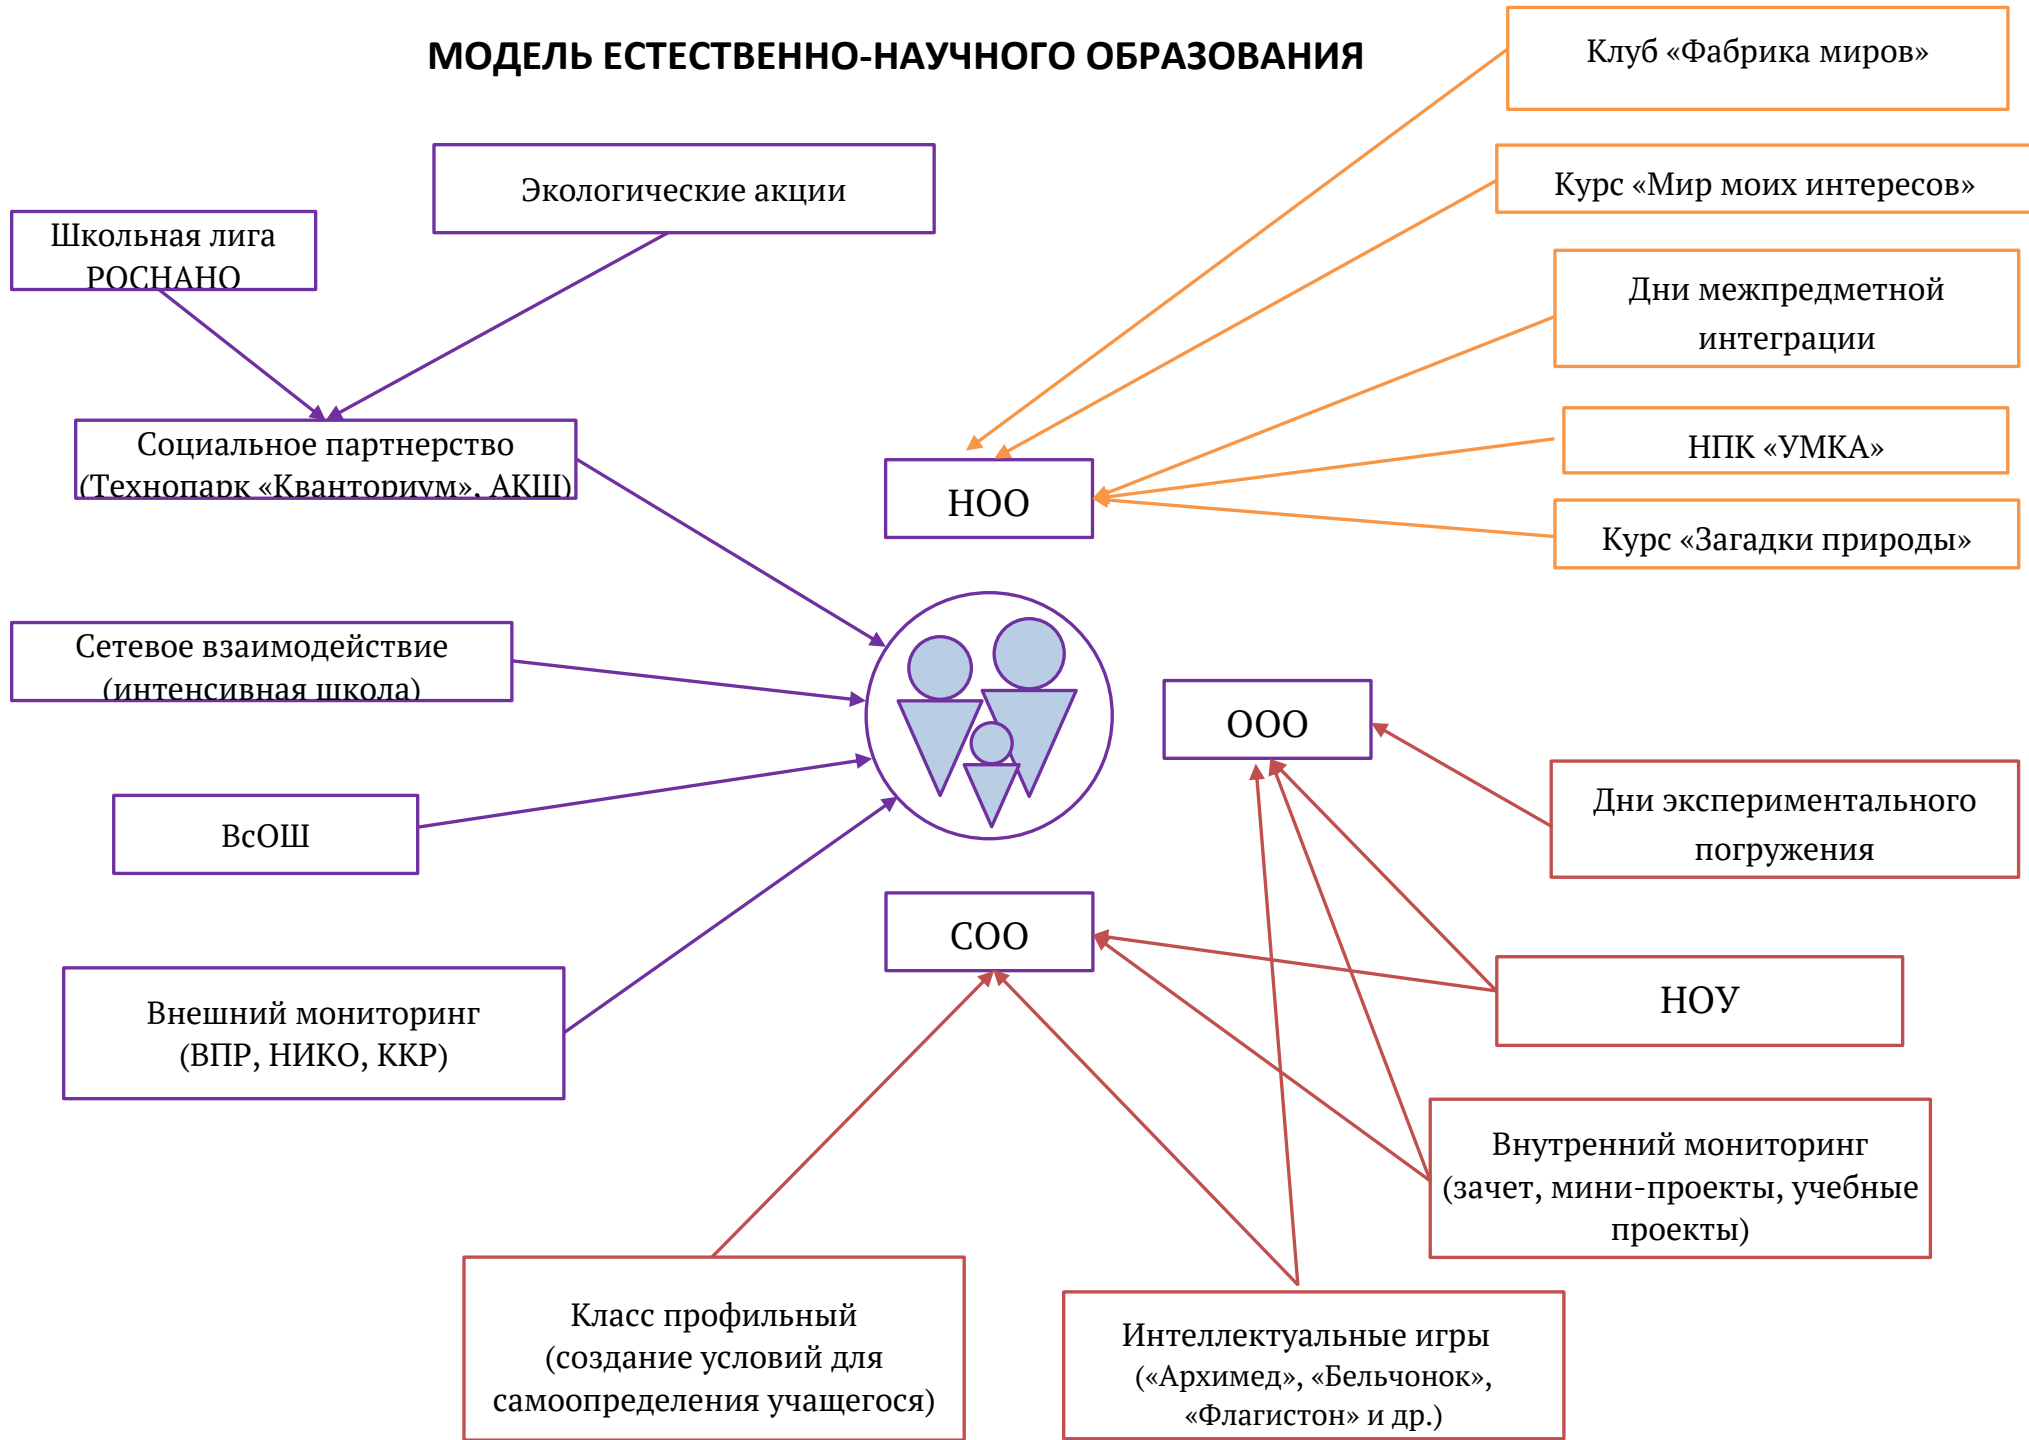 МОДЕЛЬ ЕСТЕСТВЕННО-НАУЧНОГО ОБРАЗОВАНИЯ
Клуб «Фабрика миров»
Экологические акции
Курс «Мир моих интересов»
Школьная лига
РОСНАНО
Дни межпредметной
интеграции
Социальное партнерство
(Технопарк «Кванториум», АКШ)
НПК «УМКА»
НОО
Курс «Загадки природы»
Сетевое взаимодействие
(интенсивная школа)
ООО
ВсОШ
Дни экспериментального
погружения
СОО
Внешний мониторинг
(ВПР, НИКО, ККР)
НОУ
Внутренний мониторинг
(зачет, мини-проекты, учебные
проекты)
Класс профильный
(создание условий для
самоопределения учащегося)
Интеллектуальные игры
(«Архимед», «Бельчонок»,
«Флагистон» и др.)